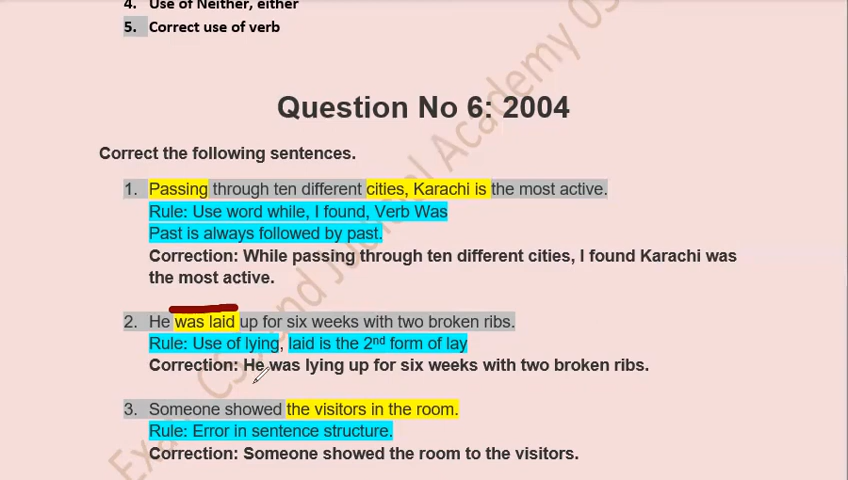 4. Use of Neither, either
5. Correct use of verb
Question No 6: 2004
Correct the following sentences.
1. Passing through ten different cities, Karachi is the most active.
Rule: Use word while, I found, Verb Was
Past is always followed by past.
Correction: While passing through ten different cities, I found Karachi was
the most active.
2. He was laid up for six weeks with two broken ribs.
Rule: Use of lying, laid is the 2nd form of lay
Correction: He was lying up for six weeks with two broken ribs.
3. Someone showed the visitors in the room.
Rule: Error in sentence structure.
Correction: Someone showed the room to the visitors.